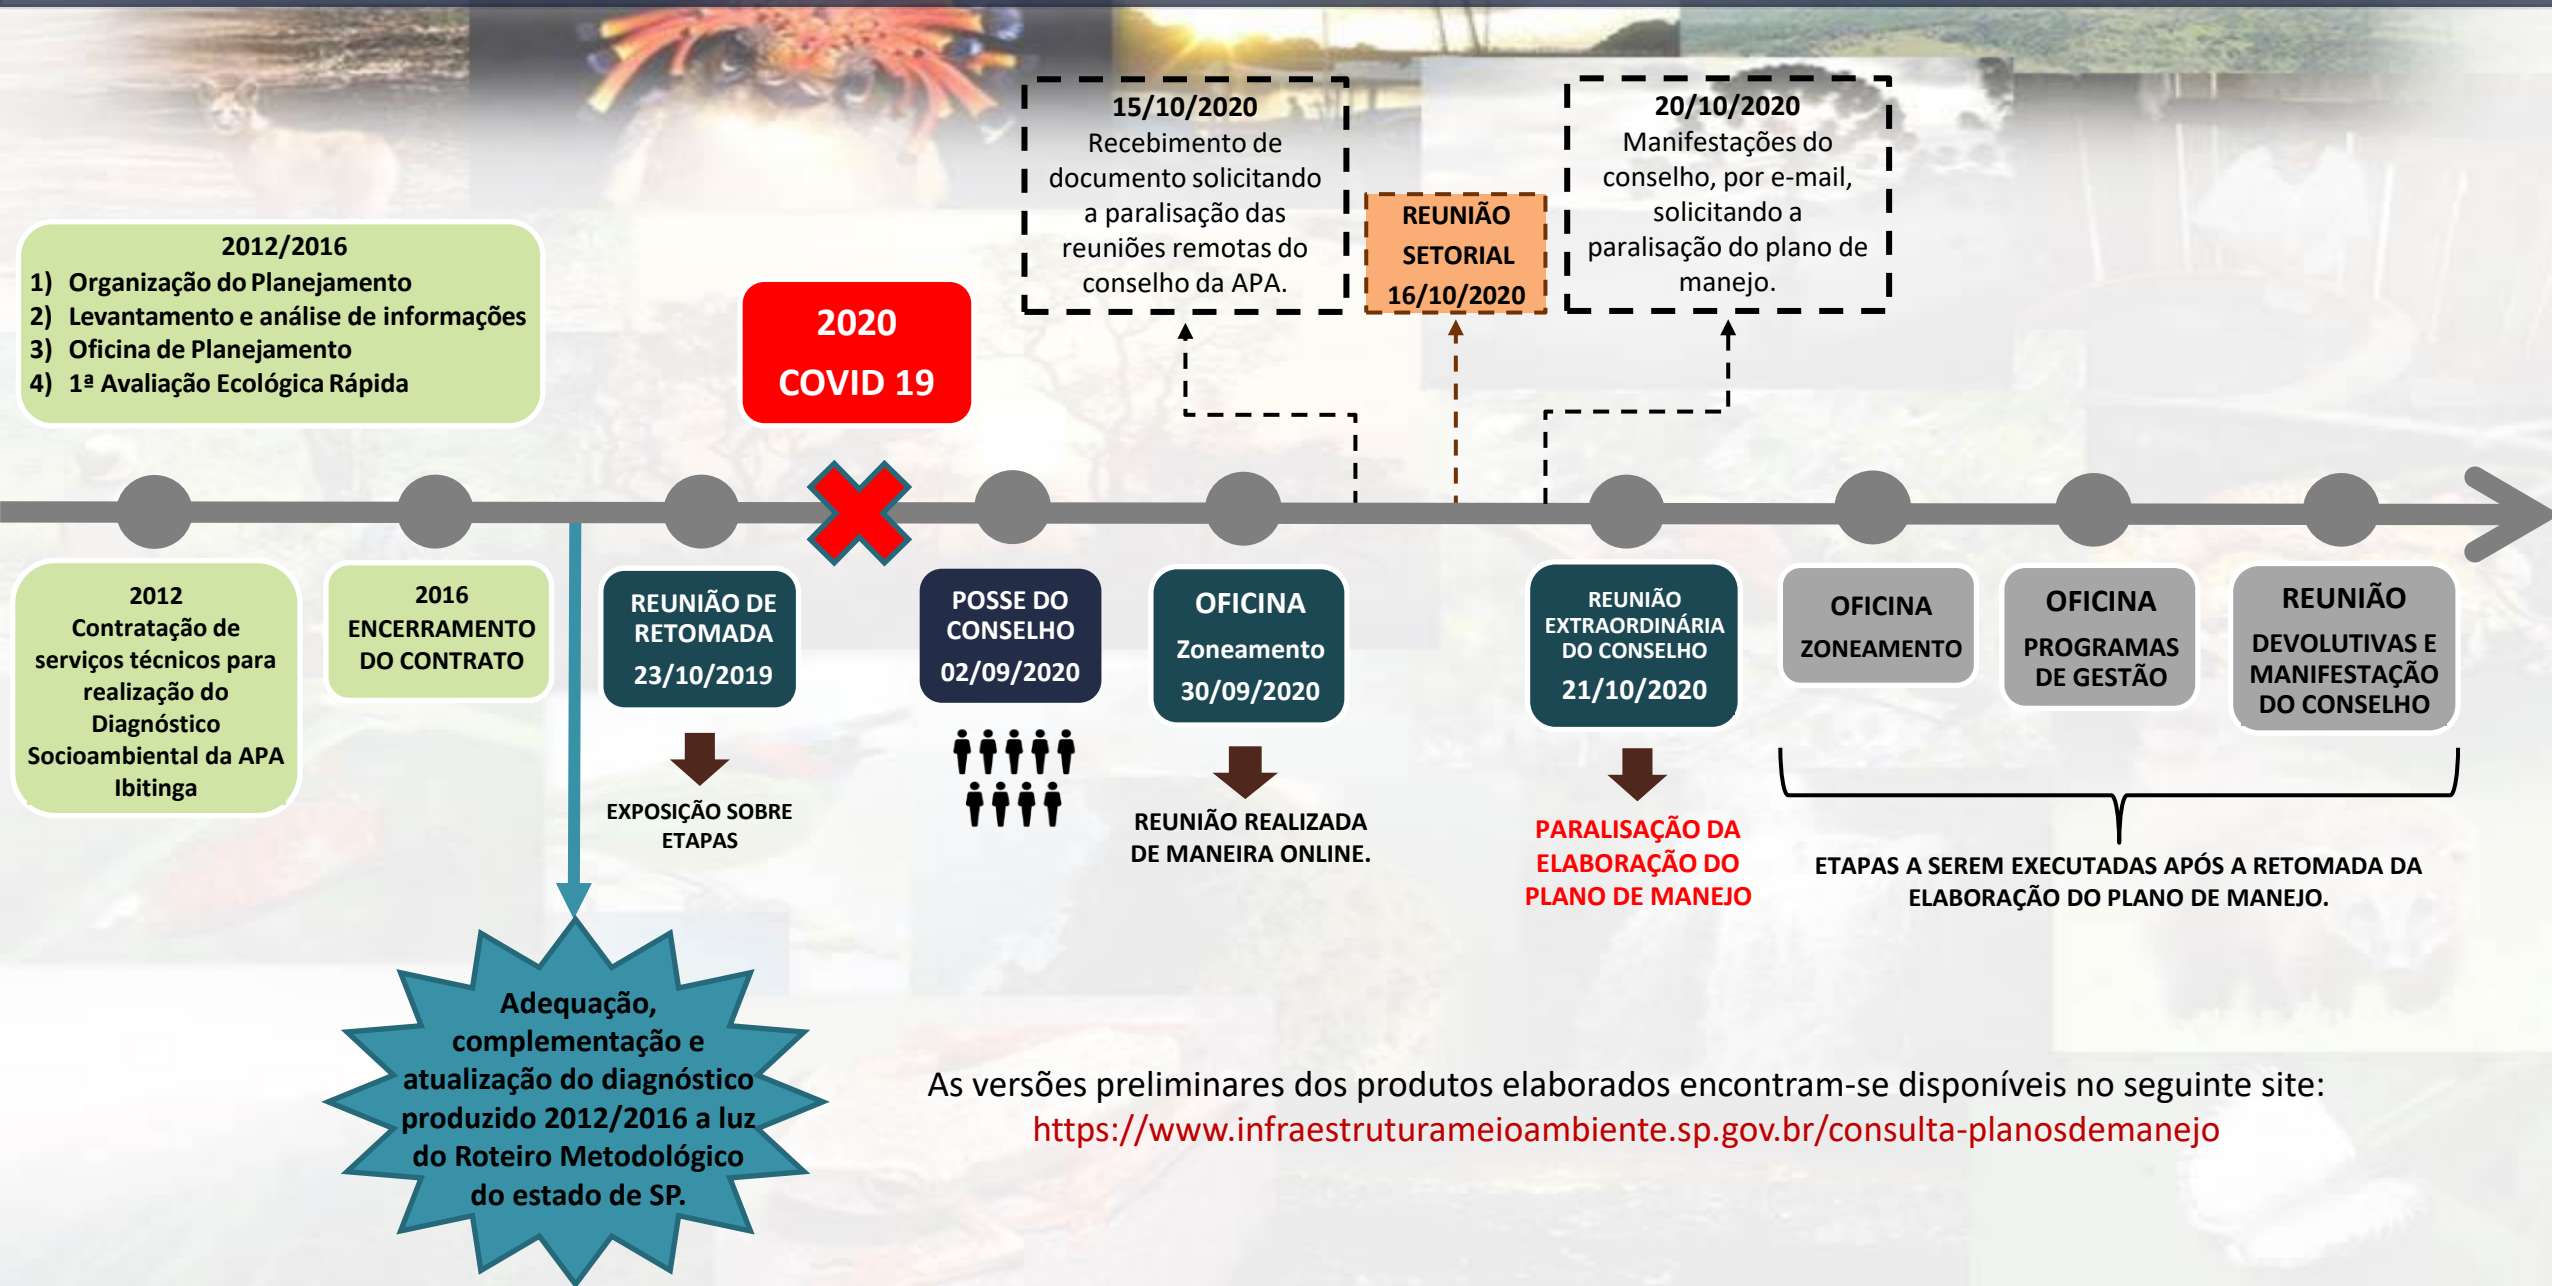 2012/2016
1) Organização do Planejamento
2) Levantamento e análise de informações
3) Oficina de Planejamento
4) 1ª Avaliação Ecológica Rápida
2020
COVID 19
15/10/2020
Recebimento de
documento solicitando
a paralisação das
reuniões remotas do
conselho da APA.
REUNIÃO
SETORIAL
16/10/2020
20/10/2020
Manifestações do
conselho, por e-mail,
solicitando a
paralisação do plano de
manejo.
2012
Contratação de
serviços técnicos para
realização do
Diagnóstico
Socioambiental da APA
Ibitinga
2016
ENCERRAMENTO
DO CONTRATO
REUNIÃO DE
RETOMADA
23/10/2019
EXPOSIÇÃO SOBRE
ETAPAS
POSSE DO
CONSELHO
02/09/2020
OFICINA
Zoneamento
30/09/2020
REUNIÃO REALIZADA
DE MANEIRA ONLINE.
REUNIÃO
EXTRAORDINÁRIA
DO CONSELHO
21/10/2020
PARALISAÇÃO DA
ELABORAÇÃO DO
PLANO DE MANEJO
OFICINA
ZONEAMENTO
OFICINA
PROGRAMAS
DE GESTÃO
REUNIÃO
DEVOLUTIVAS E
MANIFESTAÇÃO
DO CONSELHO
ETAPAS A SEREM EXECUTADAS APÓS A RETOMADA DA
ELABORAÇÃO DO PLANO DE MANEJO.
Adequação,
complementação e
atualização do diagnóstico
produzido 2012/2016 a luz
do Roteiro Metodológico
do estado de SP.
As versões preliminares dos produtos elaborados encontram-se disponíveis no seguinte site:
https://www.infraestruturameioambiente.sp.gov.br/consulta-planosdemanejo